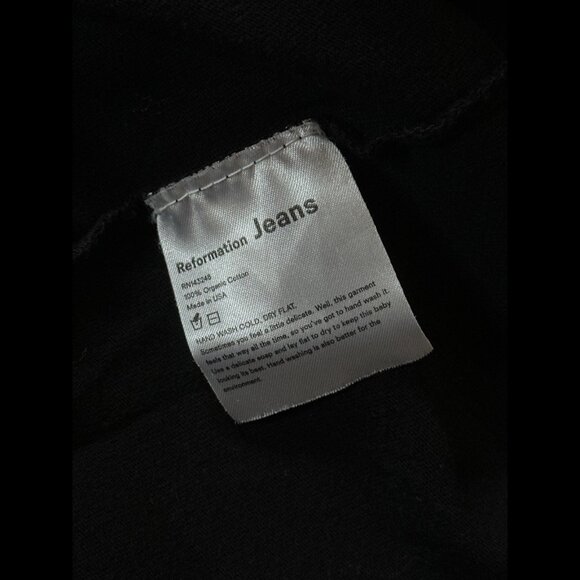 Reformation Jeans
RN143248
100% Organic Cotton
Made in USA
HAND WASH COLD. DRY FLAT.
Sometimes you feel a little delicate. Well, this garment
feels that way all the time, so you've got to hand wash it.
Use a delicate soap and lay flat to dry to keep this baby
looking its best. Hand washing is also better for the
environment.